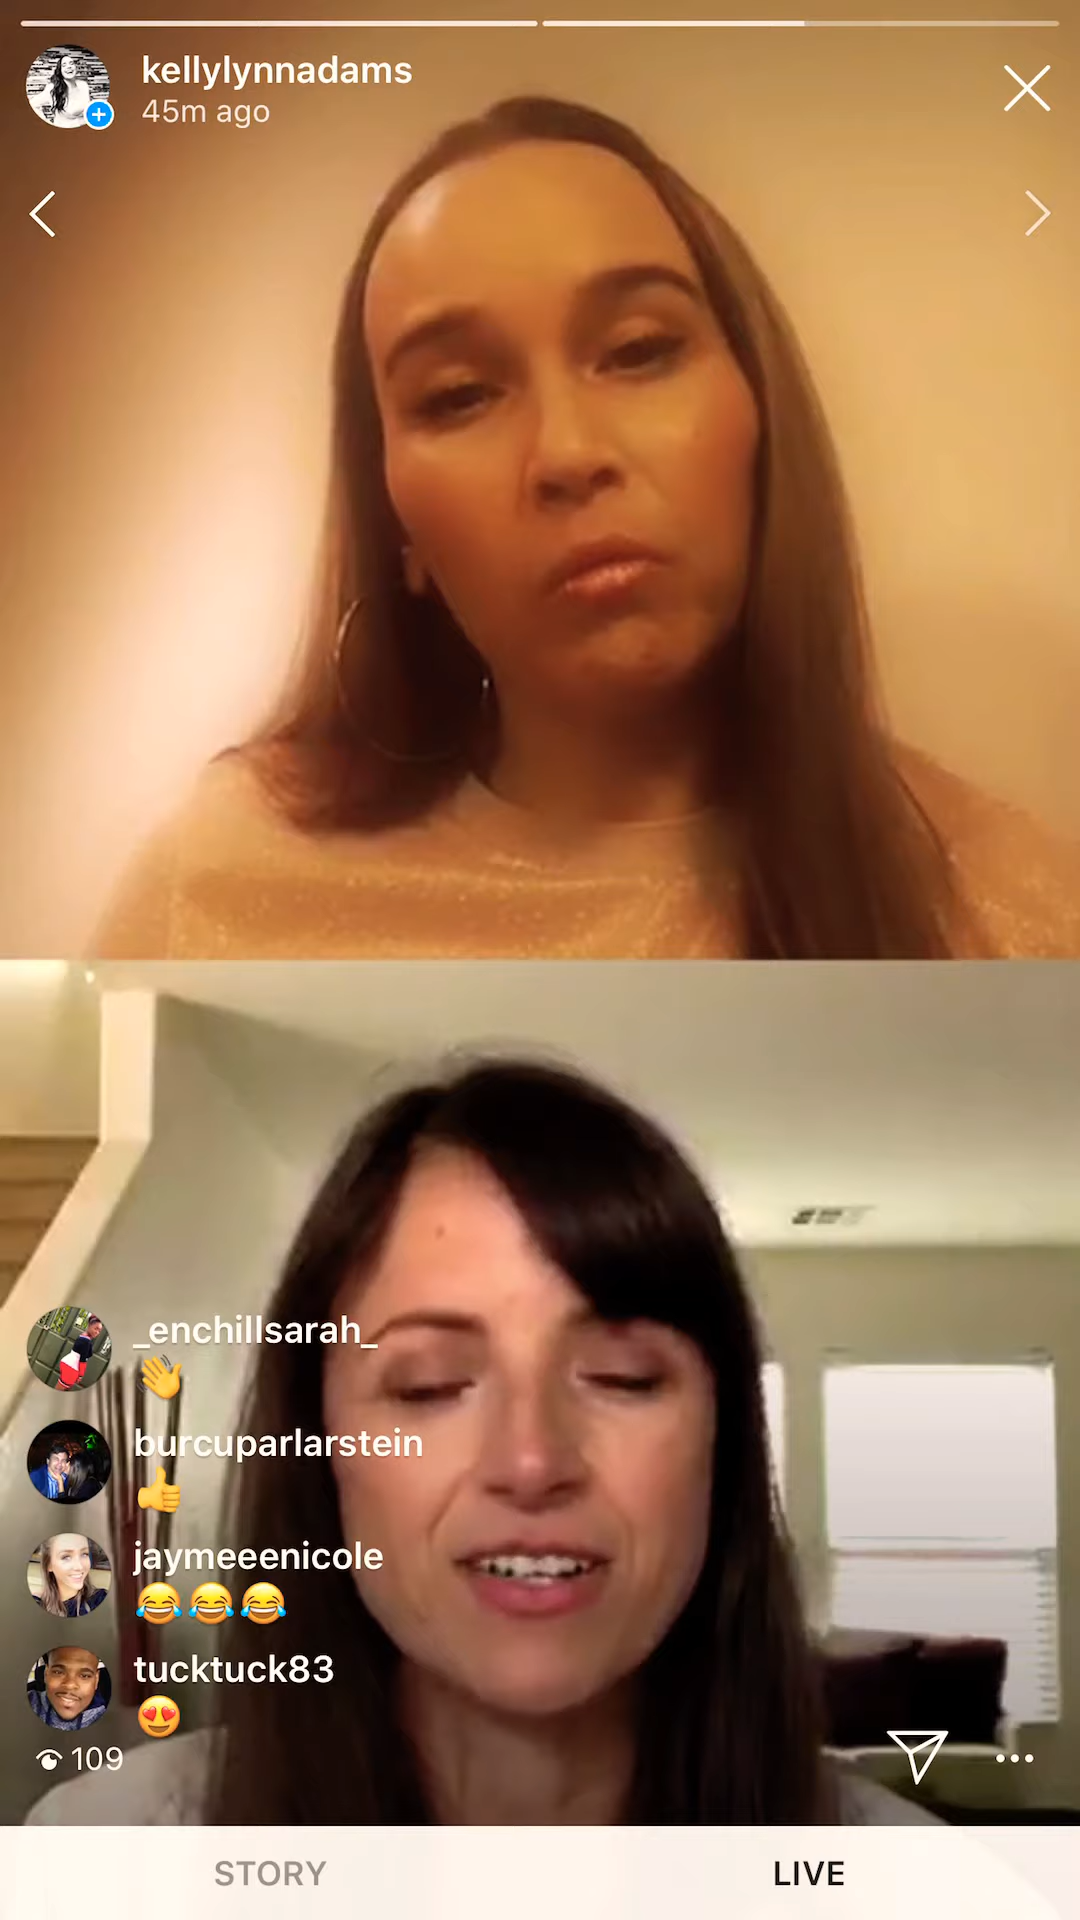 kellylynnadams
45m ago
_enchillsarah_
👋
burcuparlarstein
👍
jaymeeenicole
😂😂😂
tucktuck83
😍
109
STORY
LIVE